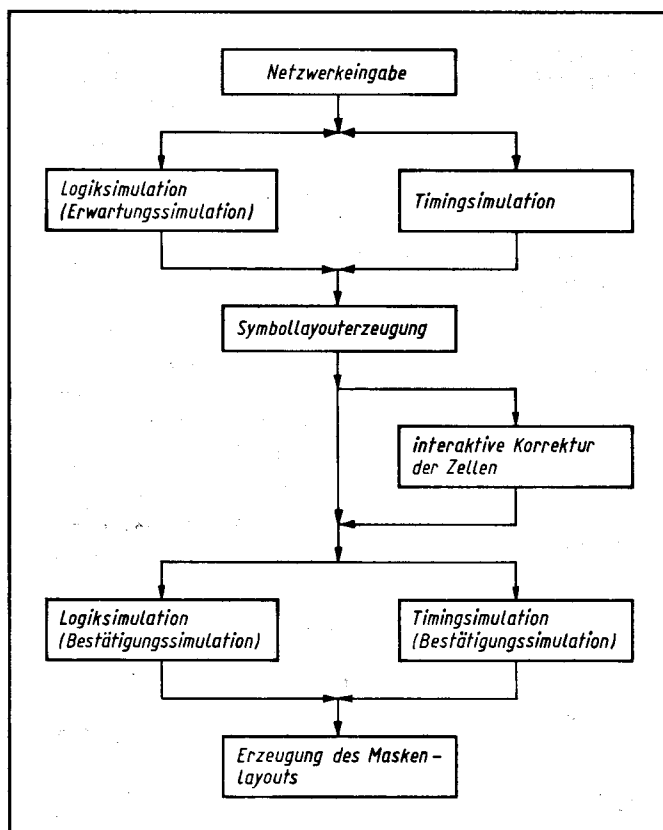 Netzwerkeingabe
Logiksimulation
(Erwartungssimulation)
Timingsimulation
Symbollayouterzeugung
interaktive Korrektur
der Zellen
Logiksimulation
(Bestätigungssimulation)
Timingsimulation
(Bestätigungssimulation)
Erzeugung des Masken-
layouts